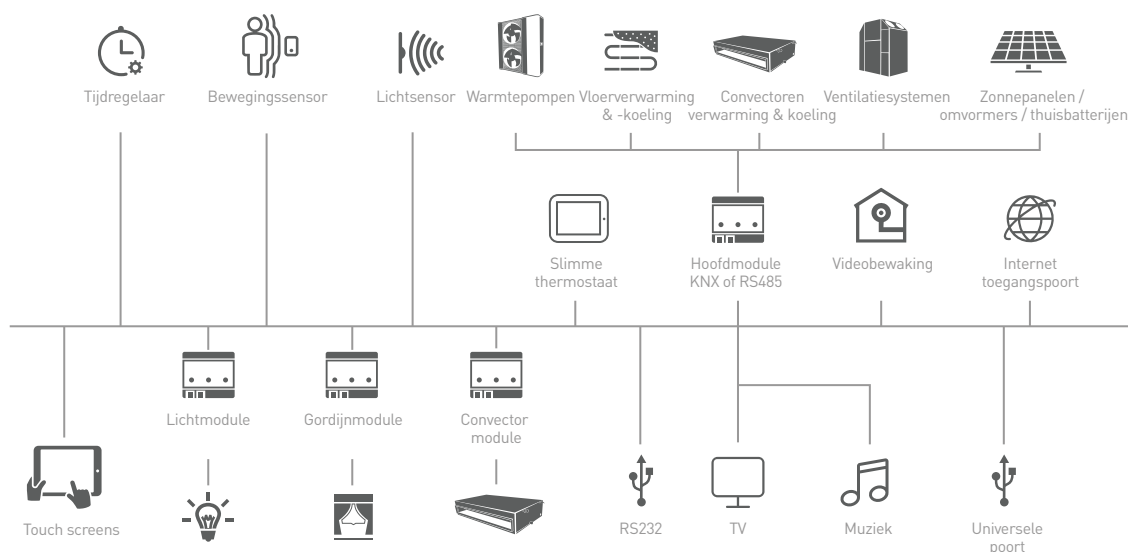 Tijdregelaar
Bewegingssensor
Lichtsensor
Warmtepompen
Vloerverwarming
& -koeling
Convectoren
verwarming & koeling
Ventilatiesystemen
Zonnepanelen /
omvormers / thuisbatterijen
Slimme
thermostaat
Hoofdmodule
KNX of RS485
Videobewaking
Internet
toegangspoort
Lichtmodule
Gordijnmodule
Convector
module
Touch screens
RS232
TV
Muziek
Universele
poort